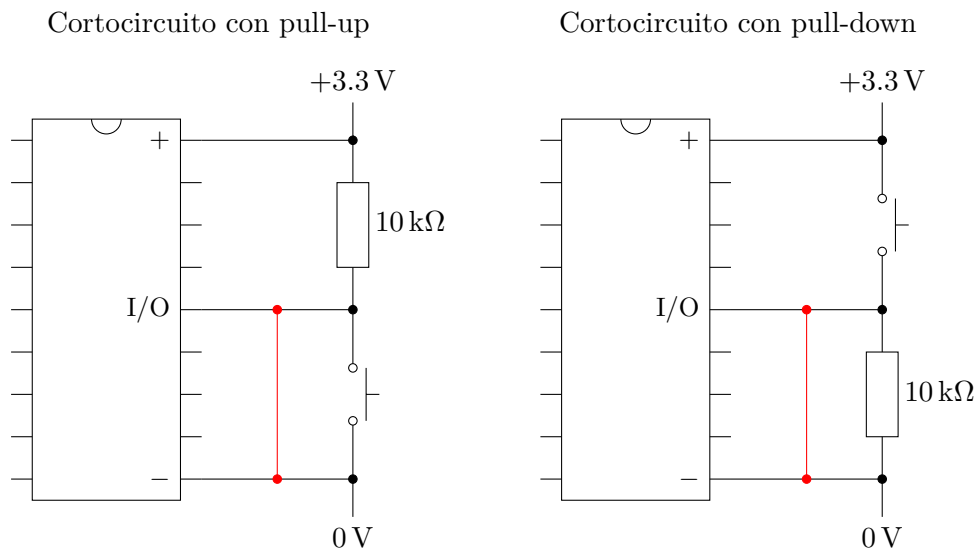 Cortocircuito con pull-up
+3.3 V
+
10 kΩ
I/O
−
0 V
Cortocircuito con pull-down
+3.3 V
+
I/O
10 kΩ
−
0 V